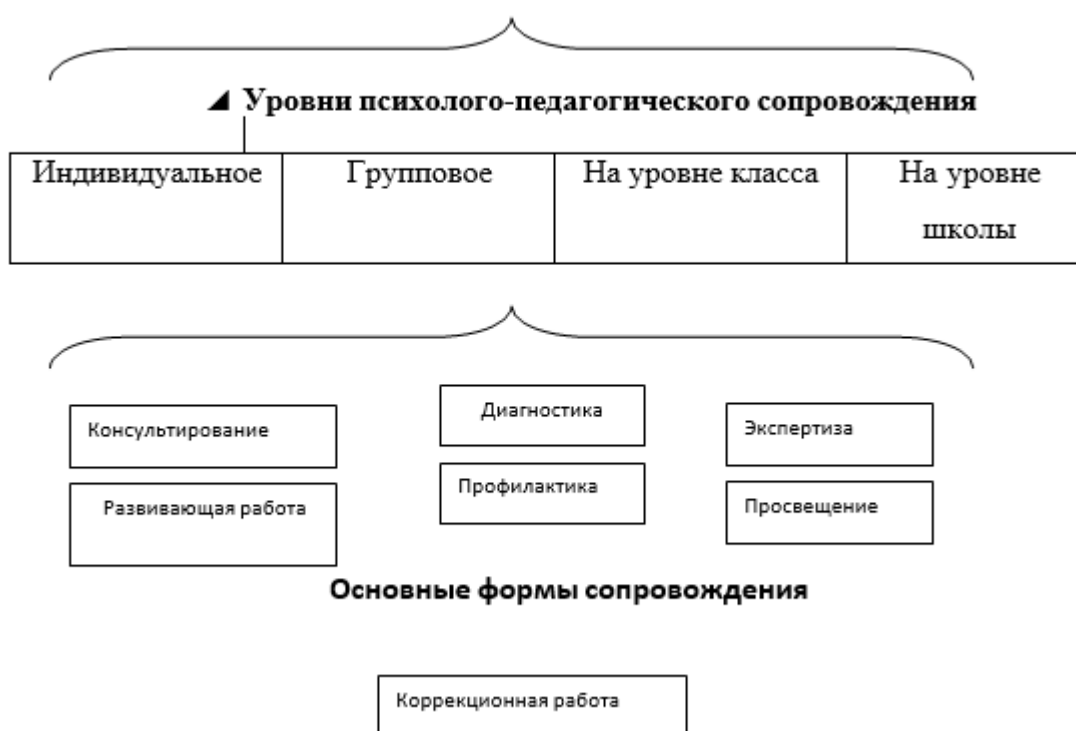 Уровни психолого-педагогического сопровождения
Индивидуальное
Групповое
На уровне класса
На уровне
школы
Консультирование
Диагностика
Экспертиза
Развивающая работа
Профилактика
Просвещение
Основные формы сопровождения
Коррекционная работа